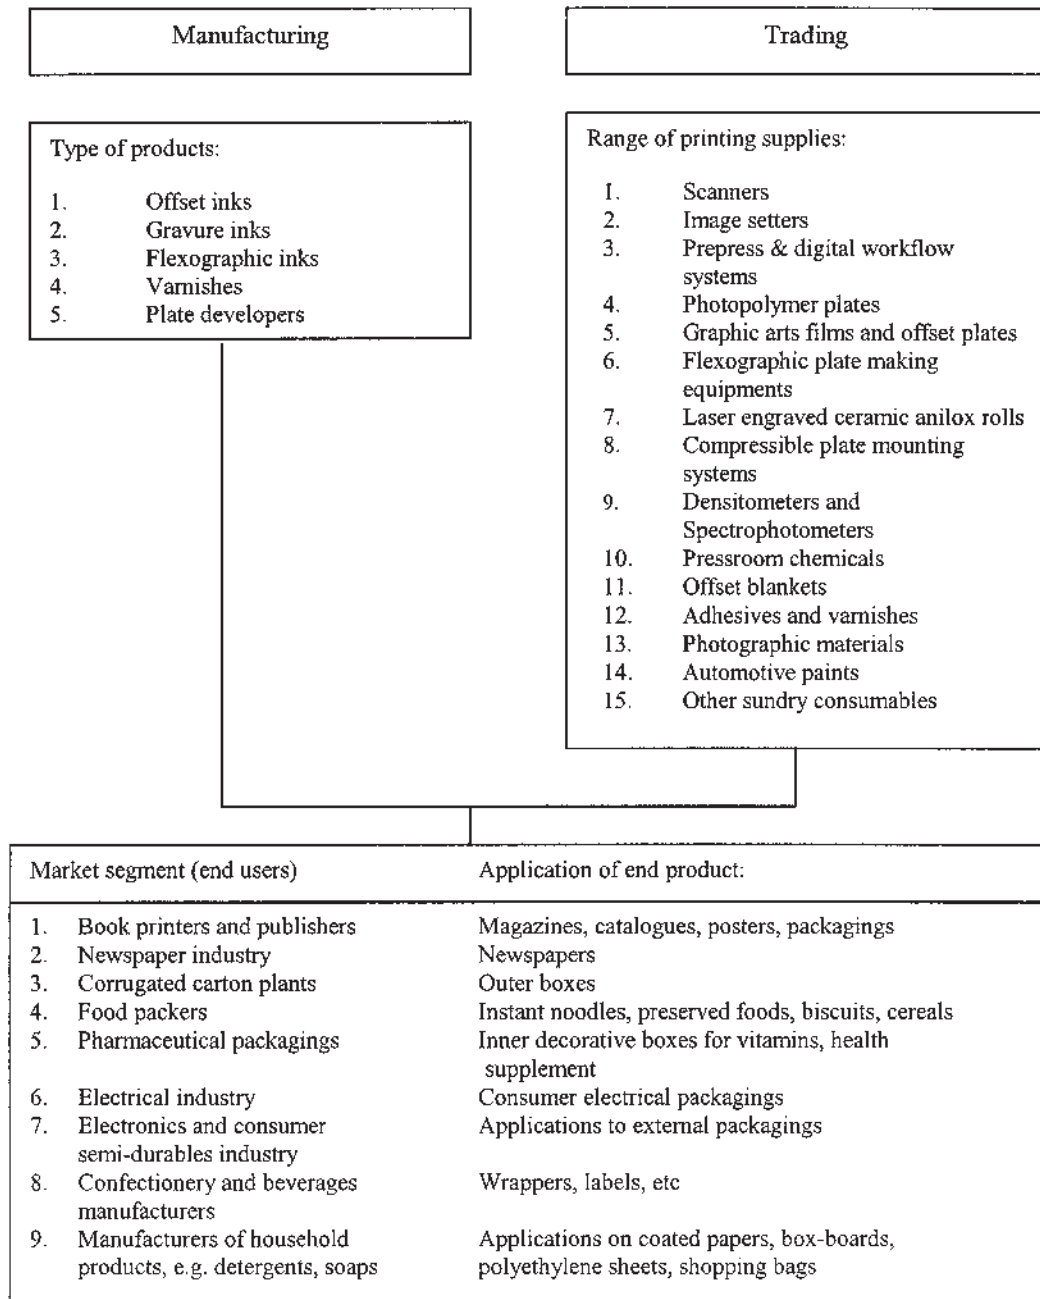 Manufacturing
Trading
Type of products:
1. Offset inks
2. Gravure inks
3. Flexographic inks
4. Varnishes
5. Plate developers
Range of printing supplies:
1. Scanners
2. Image setters
3. Prepress & digital workflow
systems
4. Photopolymer plates
5. Graphic arts films and offset plates
6. Flexographic plate making
equipments
7. Laser engraved ceramic anilox rolls
8. Compressible plate mounting
systems
9. Densitometers and
Spectrophotometers
10. Pressroom chemicals
11. Offset blankets
12. Adhesives and varnishes
13. Photographic materials
14. Automotive paints
15. Other sundry consumables
Market segment (end users) Application of end product:
1. Book printers and publishers Magazines, catalogues, posters, packagings
2. Newspaper industry Newspapers
3. Corrugated carton plants Outer boxes
4. Food packers Instant noodles, preserved foods, biscuits, cereals
5. Pharmaceutical packagings Inner decorative boxes for vitamins, health
supplement
6. Electrical industry Consumer electrical packagings
7. Electronics and consumer Applications to external packagings
semi-durables industry
8. Confectionery and beverages Wrappers, labels, etc
manufacturers
9. Manufacturers of household Applications on coated papers, box-boards,
products, e.g. detergents, soaps polyethylene sheets, shopping bags